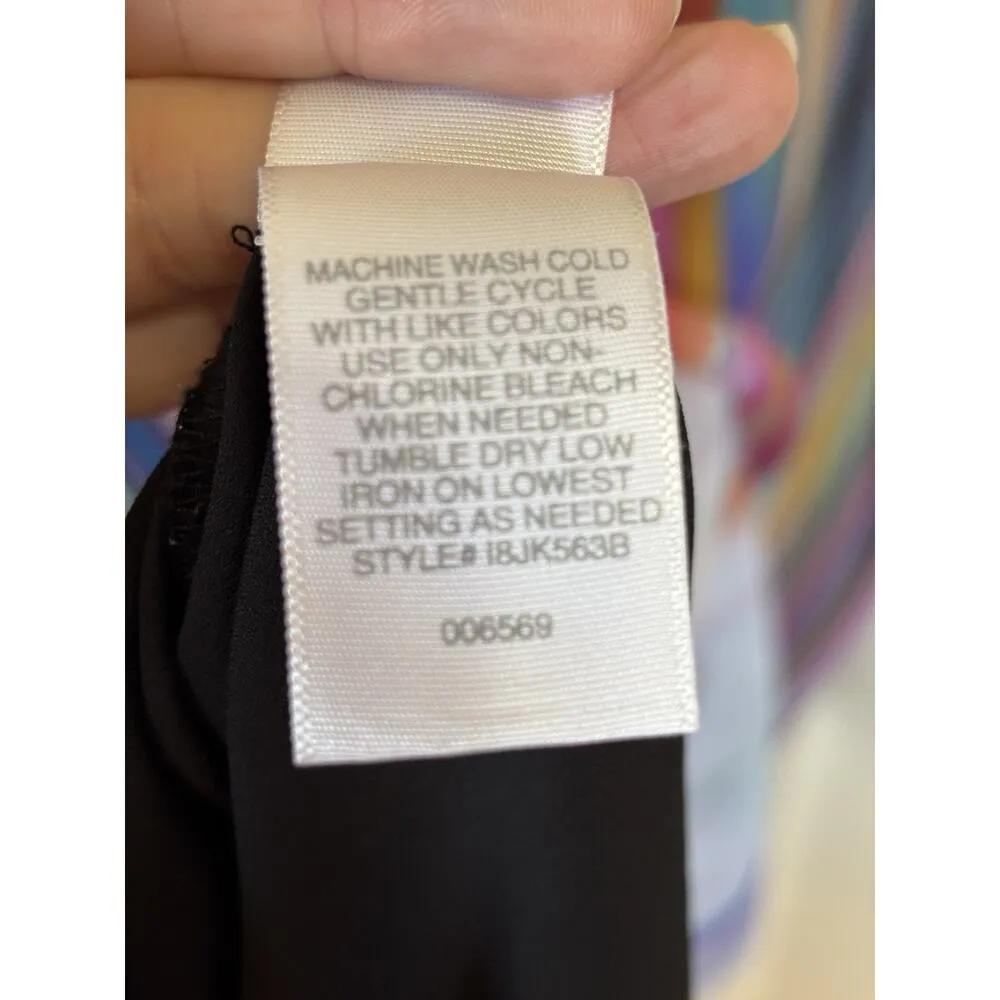 MACHINE WASH COLD
GENTLE CYCLE
WITH LIKE COLORS
USE ONLY NON-
CHLORINE BLEACH
WHEN NEEDED
TUMBLE DRY LOW
IRON ON LOWEST
SETTING AS NEEDED
STYLE# I8JK563B
006569